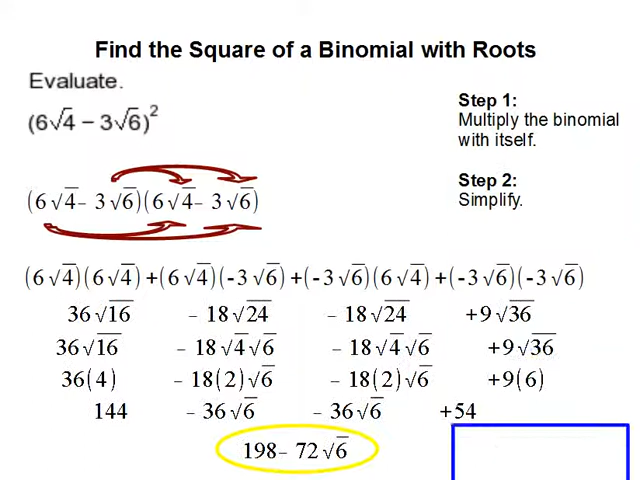 Find the Square of a Binomial with Roots
Evaluate.
(6√4 − 3√6)²
Step 1:
Multiply the binomial
with itself.
Step 2:
Simplify.
(6√4 − 3√6)(6√4 − 3√6)
(6√4)(6√4)+(6√4)(-3√6)+(-3√6)(6√4)+(-3√6)(-3√6)
36√16 − 18√24 − 18√24 +9√36
36√16 − 18√4√6 − 18√4√6 +9√36
36(4) − 18(2)√6 − 18(2)√6 +9(6)
144 − 36√6 − 36√6 +54
198 − 72√6